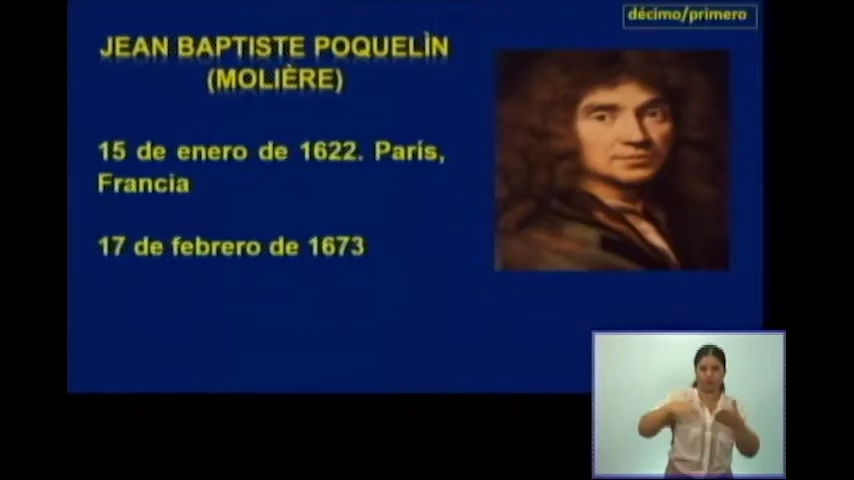 décimo/primero
JEAN BAPTISTE POQUELÌN
(MOLIÈRE)
15 de enero de 1622. París,
Francia
17 de febrero de 1673